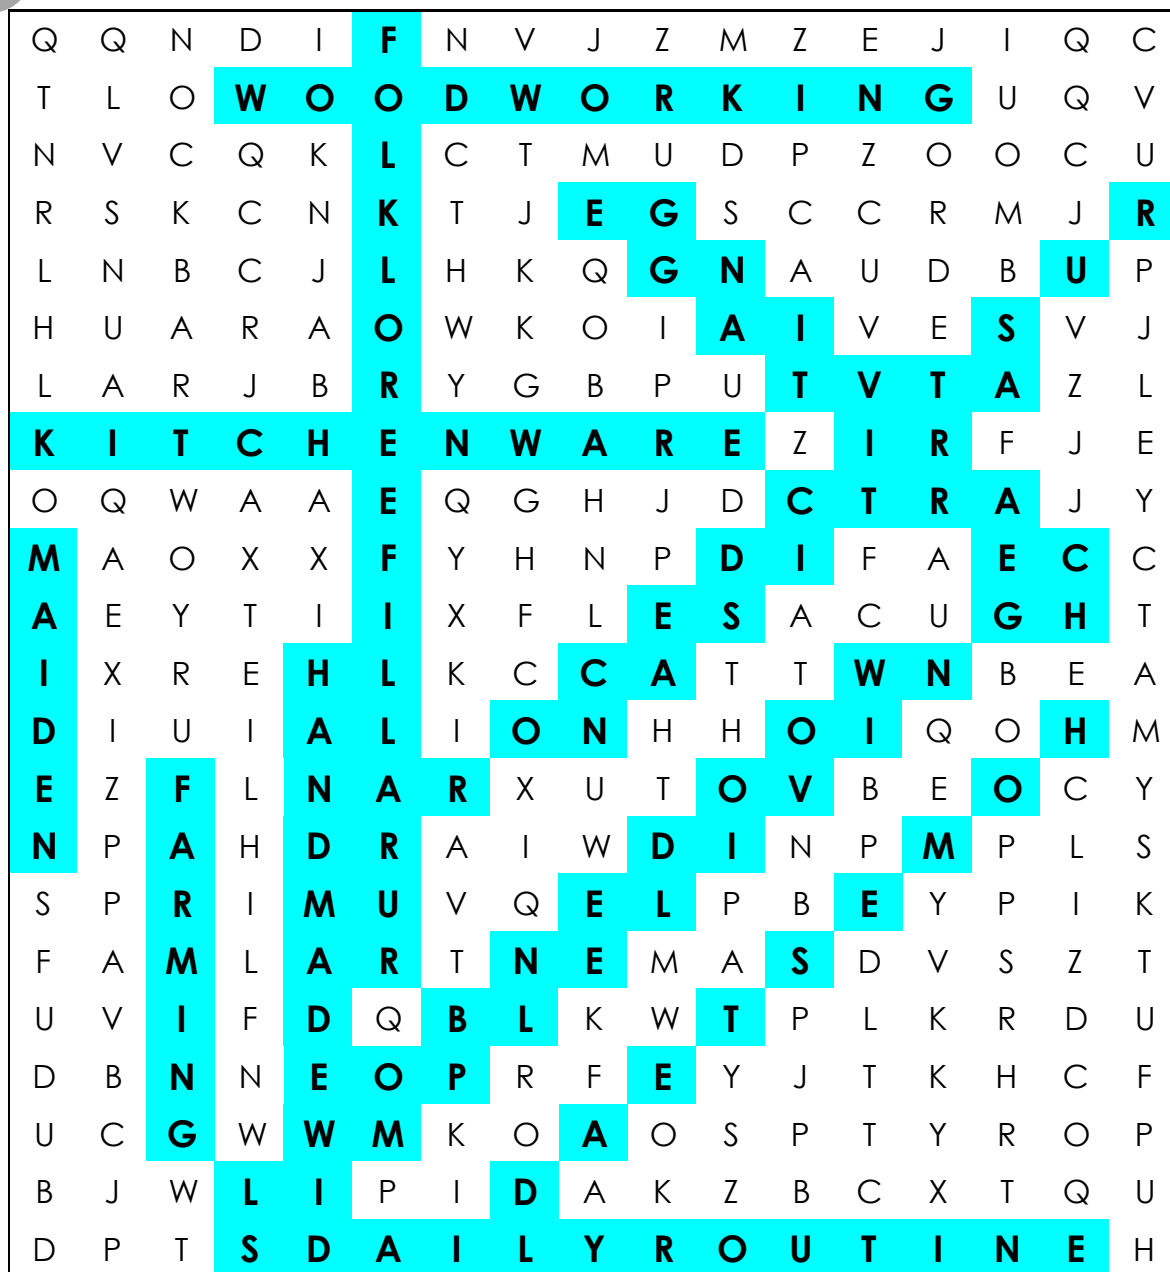 Q Q N D I F N V J Z M Z E J I Q C
T L O W O O D W O R K I N G U Q V
N V C Q K L C T M U D P Z O O C U
R S K C N K T J E G S C C R M J R
L N B C J L H K Q G N A U D B U P
H U A R A O W K O I A I V E S V J
L A R J B R Y G B P U T V T A Z L
K I T C H E N W A R E Z I R F J E
O Q W A A E Q G H J D C T R A J Y
M A O X X F Y H N P D I F A E C C
A E Y T I I X F L E S A C U G H T
I X R E H L K C C A T T W N B E A
D I U I A L I O N H H O I Q O H M
E Z F L N A R X U T O V B E O C Y
N P A H D R A I W D I N P M P L S
S P R I M U V Q E L P B E Y P I K
F A M L A R T N E M A S D V S Z T
U V I F D Q B L K W T P L K R D U
D B N N E O P R F E Y J T K H C F
U C G W W M K O A O S P T Y R O P
B J W L I P I D A K Z B C X T Q U
D P T S D A I L Y R O U T I N E H